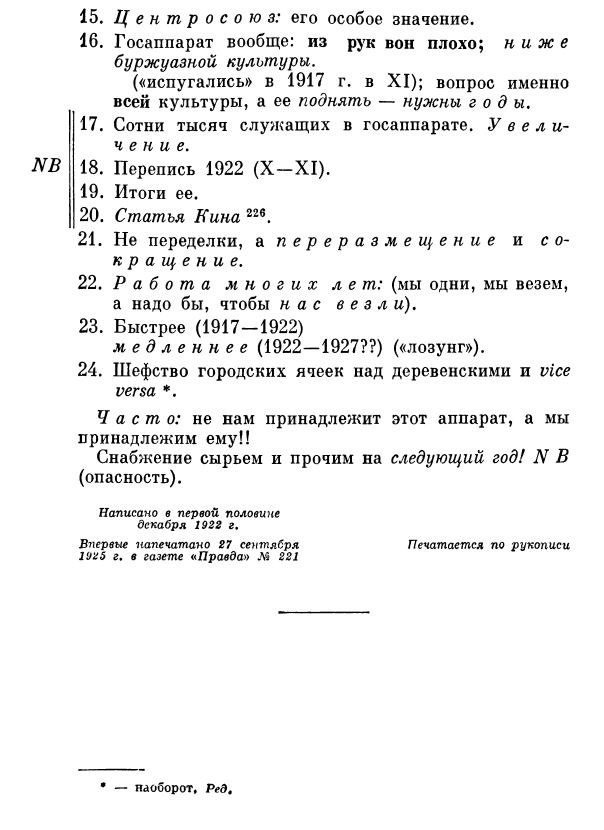 15. Центросоюз: его особое значение.
16. Госаппарат вообще: из рук вон плохо; ниже
буржуазной культуры.
(«испугались» в 1917 г. в XI); вопрос именно
всей культуры, а ее поднять — нужны годы.
17. Сотни тысяч служащих в госаппарате. Увели-
чение.
NB 18. Перепись 1922 (X—XI).
19. Итоги ее.
20. Статья Кина 226.
21. Не переделки, а переразмещение и со-
кращение.
22. Работа многих лет: (мы одни, мы везем,
а надо бы, чтобы нас везли).
23. Быстрее (1917—1922)
медленнее (1922—1927??) («лозунг»).
24. Шефство городских ячеек над деревенскими и vice
versa *.
Часто: не нам принадлежит этот аппарат, а мы
принадлежим ему!!
Снабжение сырьем и прочим на следующий год! NB
(опасность).
Написано в первой половине
декабря 1922 г.
Впервые напечатано 27 сентября
1925 г. в газете «Правда» № 221
Печатается по рукописи
* — наоборот. Ред.